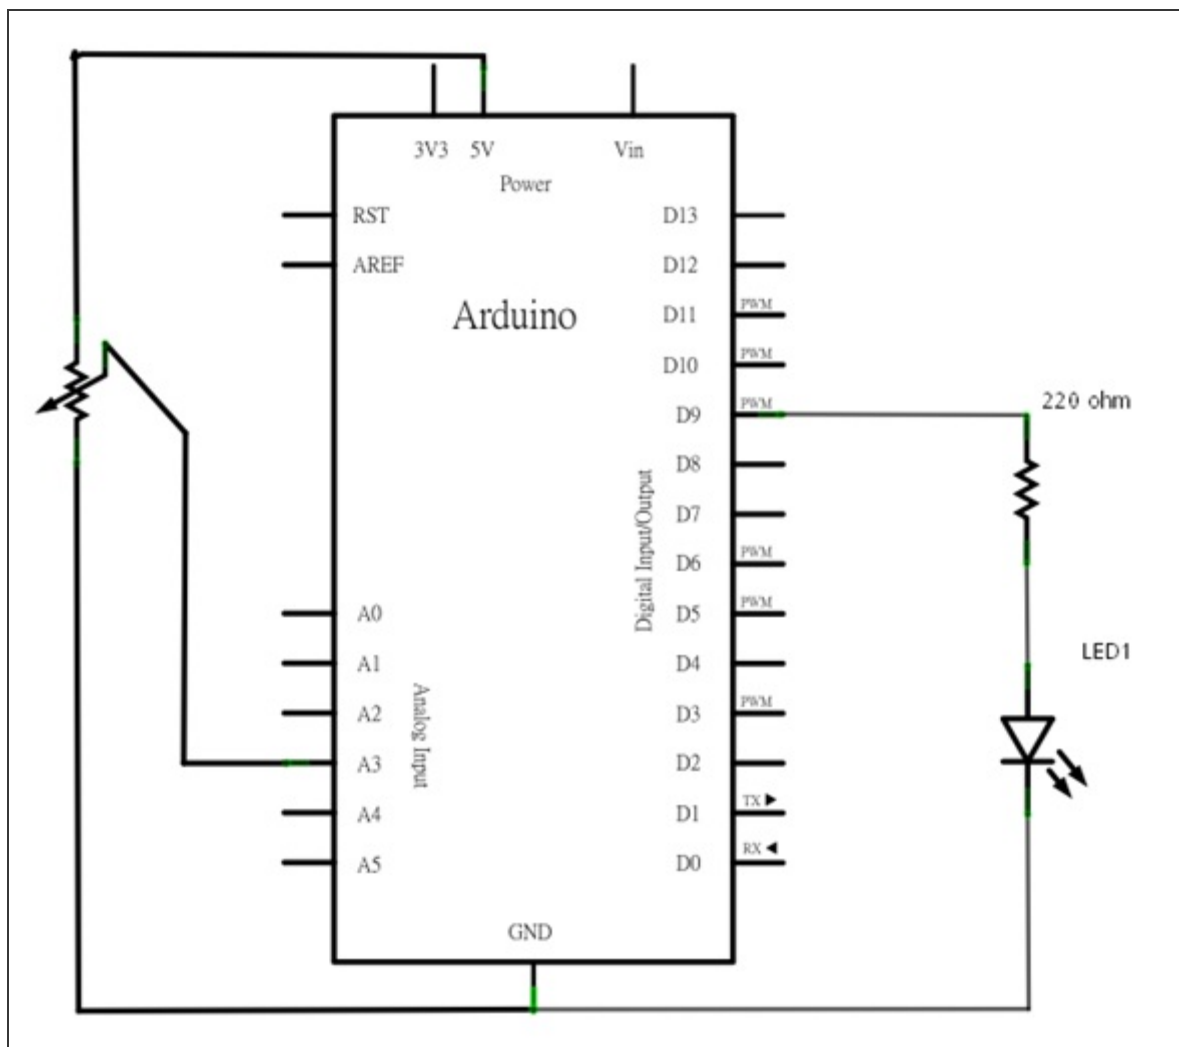 3V3 5V Vin
Power
RST
AREF
Arduino
D13
D12
D11 PWM
D10 PWM
D9 PWM
D8
D7
D6 PWM
D5 PWM
D4
D3 PWM
D2
D1 TX
D0 RX
Digital Input/Output
A0
A1
A2
A3
A4
A5
Analog Input
GND
220 ohm
LED1